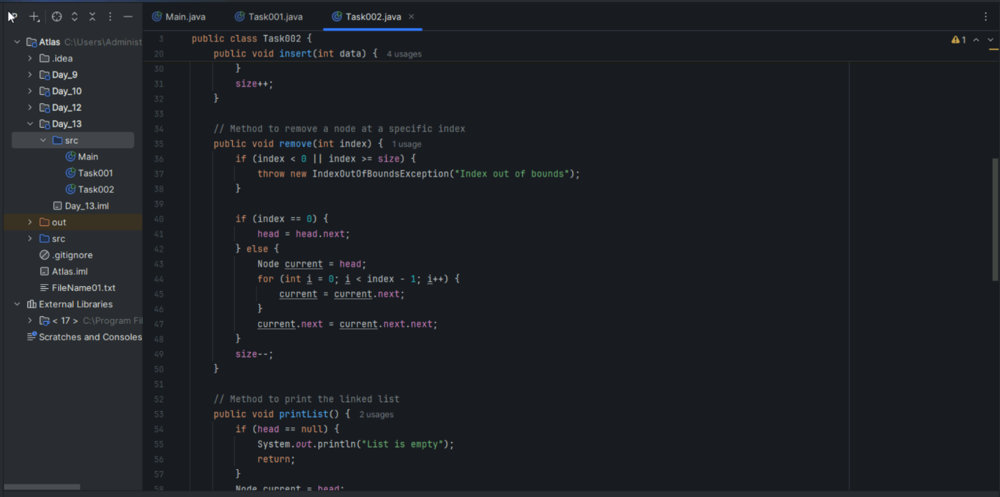 Main.java
Task001.java
Task002.java
Atlas C:\Users\Administ
.idea
Day_9
Day_10
Day_12
Day_13
src
Main
Task001
Task002
Day_13.iml
out
src
.gitignore
Atlas.iml
FileName01.txt
External Libraries
< 17 > C:\Program Fil
Scratches and Consoles
1
3 public class Task002 {
20 public void insert(int data) { 4 usages
30 }
31 size++;
32 }
33
34 // Method to remove a node at a specific index
35 public void remove(int index) { 1 usage
36 if (index < 0 || index >= size) {
37 throw new IndexOutOfBoundsException("Index out of bounds");
38 }
39
40 if (index == 0) {
41 head = head.next;
42 } else {
43 Node current = head;
44 for (int i = 0; i < index - 1; i++) {
45 current = current.next;
46 }
47 current.next = current.next.next;
48 }
49 size--;
50 }
51
52 // Method to print the linked list
53 public void printList() { 2 usages
54 if (head == null) {
55 System.out.println("List is empty");
56 return;
57 }
58 Node current = head;